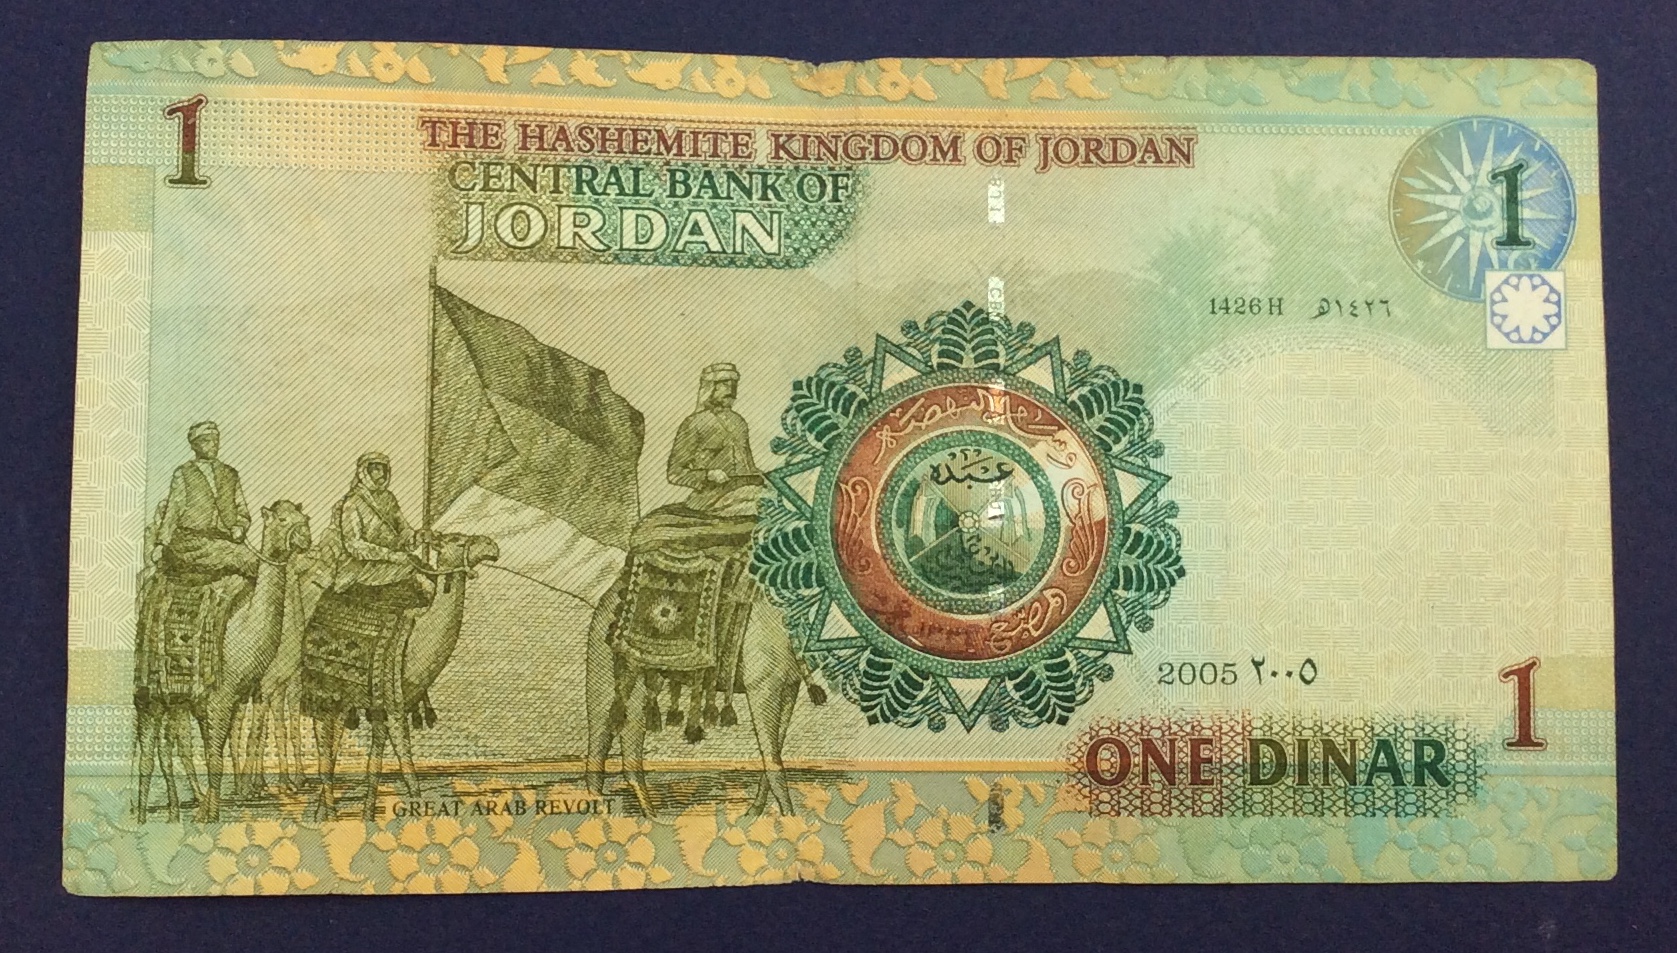 1
THE HASHEMITE KINGDOM OF JORDAN
CENTRAL BANK OF
JORDAN
1
1426 H ١٤٢٦هـ
عبده
2005 ٢٠٠٥
1
ONE DINAR
GREAT ARAB REVOLT